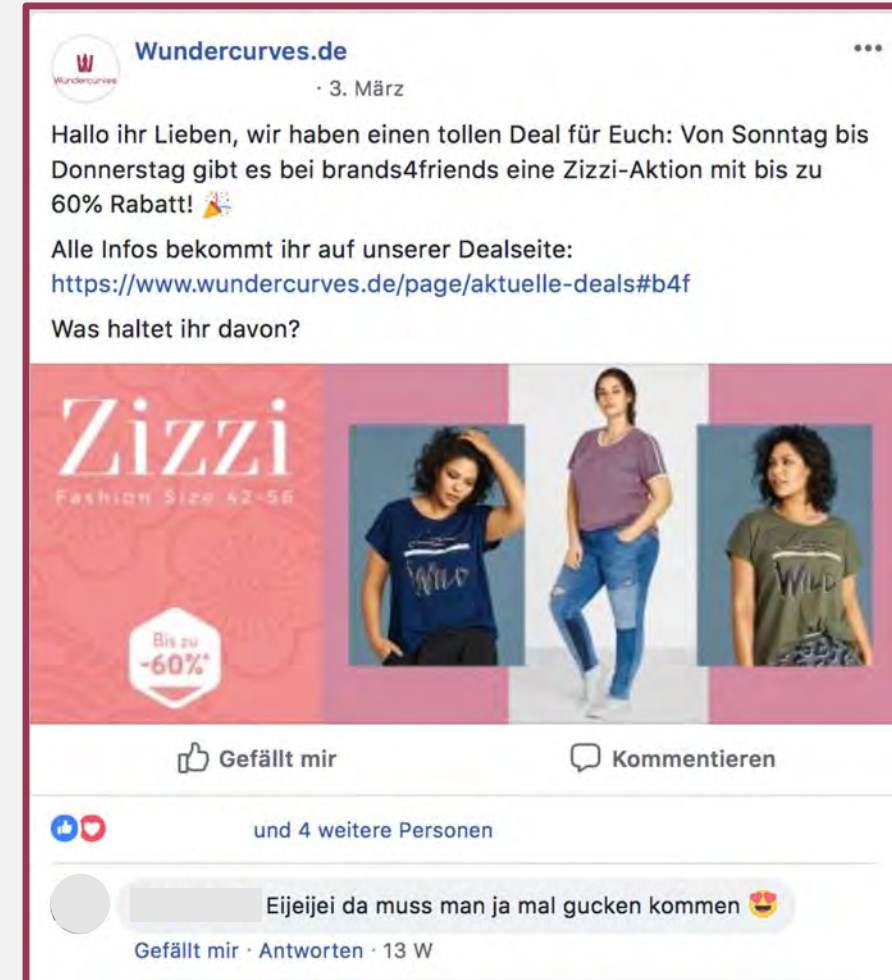 Wundercurves
Wundercurves.de
· 3. März
Hallo ihr Lieben, wir haben einen tollen Deal für Euch: Von Sonntag bis
Donnerstag gibt es bei brands4friends eine Zizzi-Aktion mit bis zu
60% Rabatt! 🎉
Alle Infos bekommt ihr auf unserer Dealseite:
https://www.wundercurves.de/page/aktuelle-deals#b4f
Was haltet ihr davon?
Zizzi
Fashion Size 42-56
Bis zu
-60%*
WILD
WILD
Gefällt mir
Kommentieren
und 4 weitere Personen
Eijeijei da muss man ja mal gucken kommen 😍
Gefällt mir · Antworten · 13 W